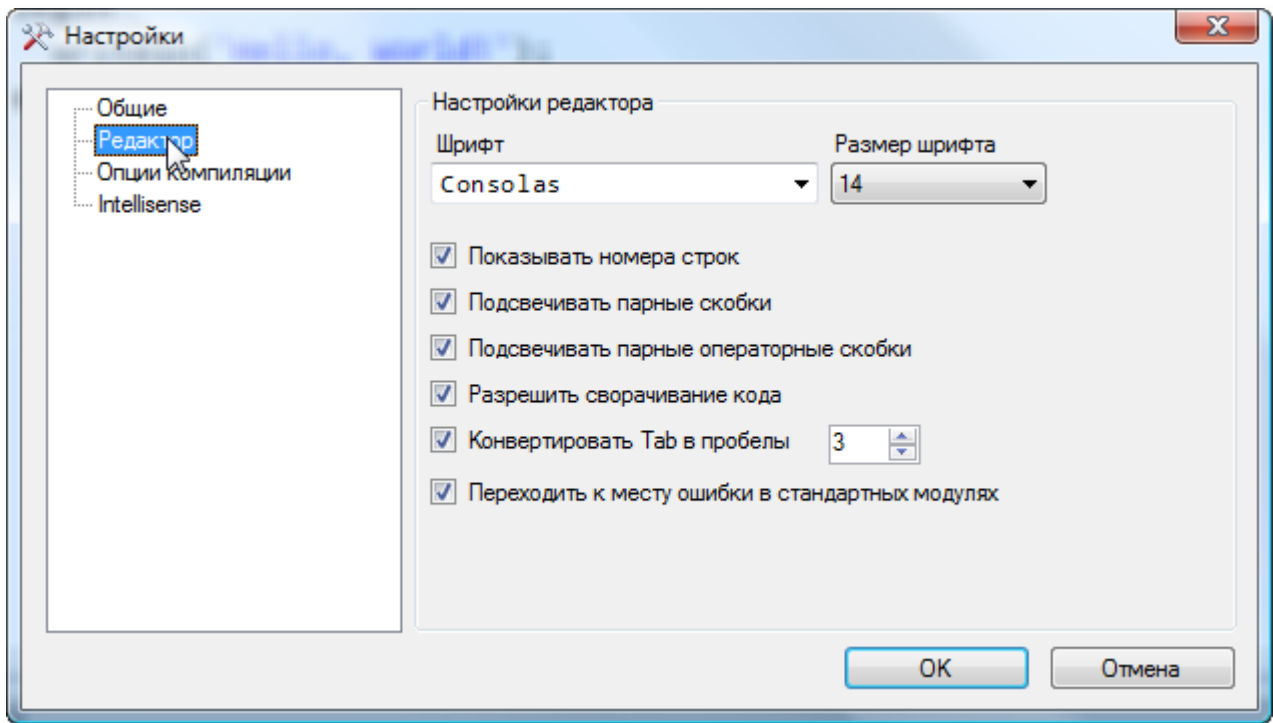 Настройки
Общие
Редактор
Опции компиляции
Intellisense
Настройки редактора
Шрифт
Размер шрифта
Consolas
14
Показывать номера строк
Подсвечивать парные скобки
Подсвечивать парные операторные скобки
Разрешить сворачивание кода
Конвертировать Tab в пробелы 3
Переходить к месту ошибки в стандартных модулях
OK
Отмена